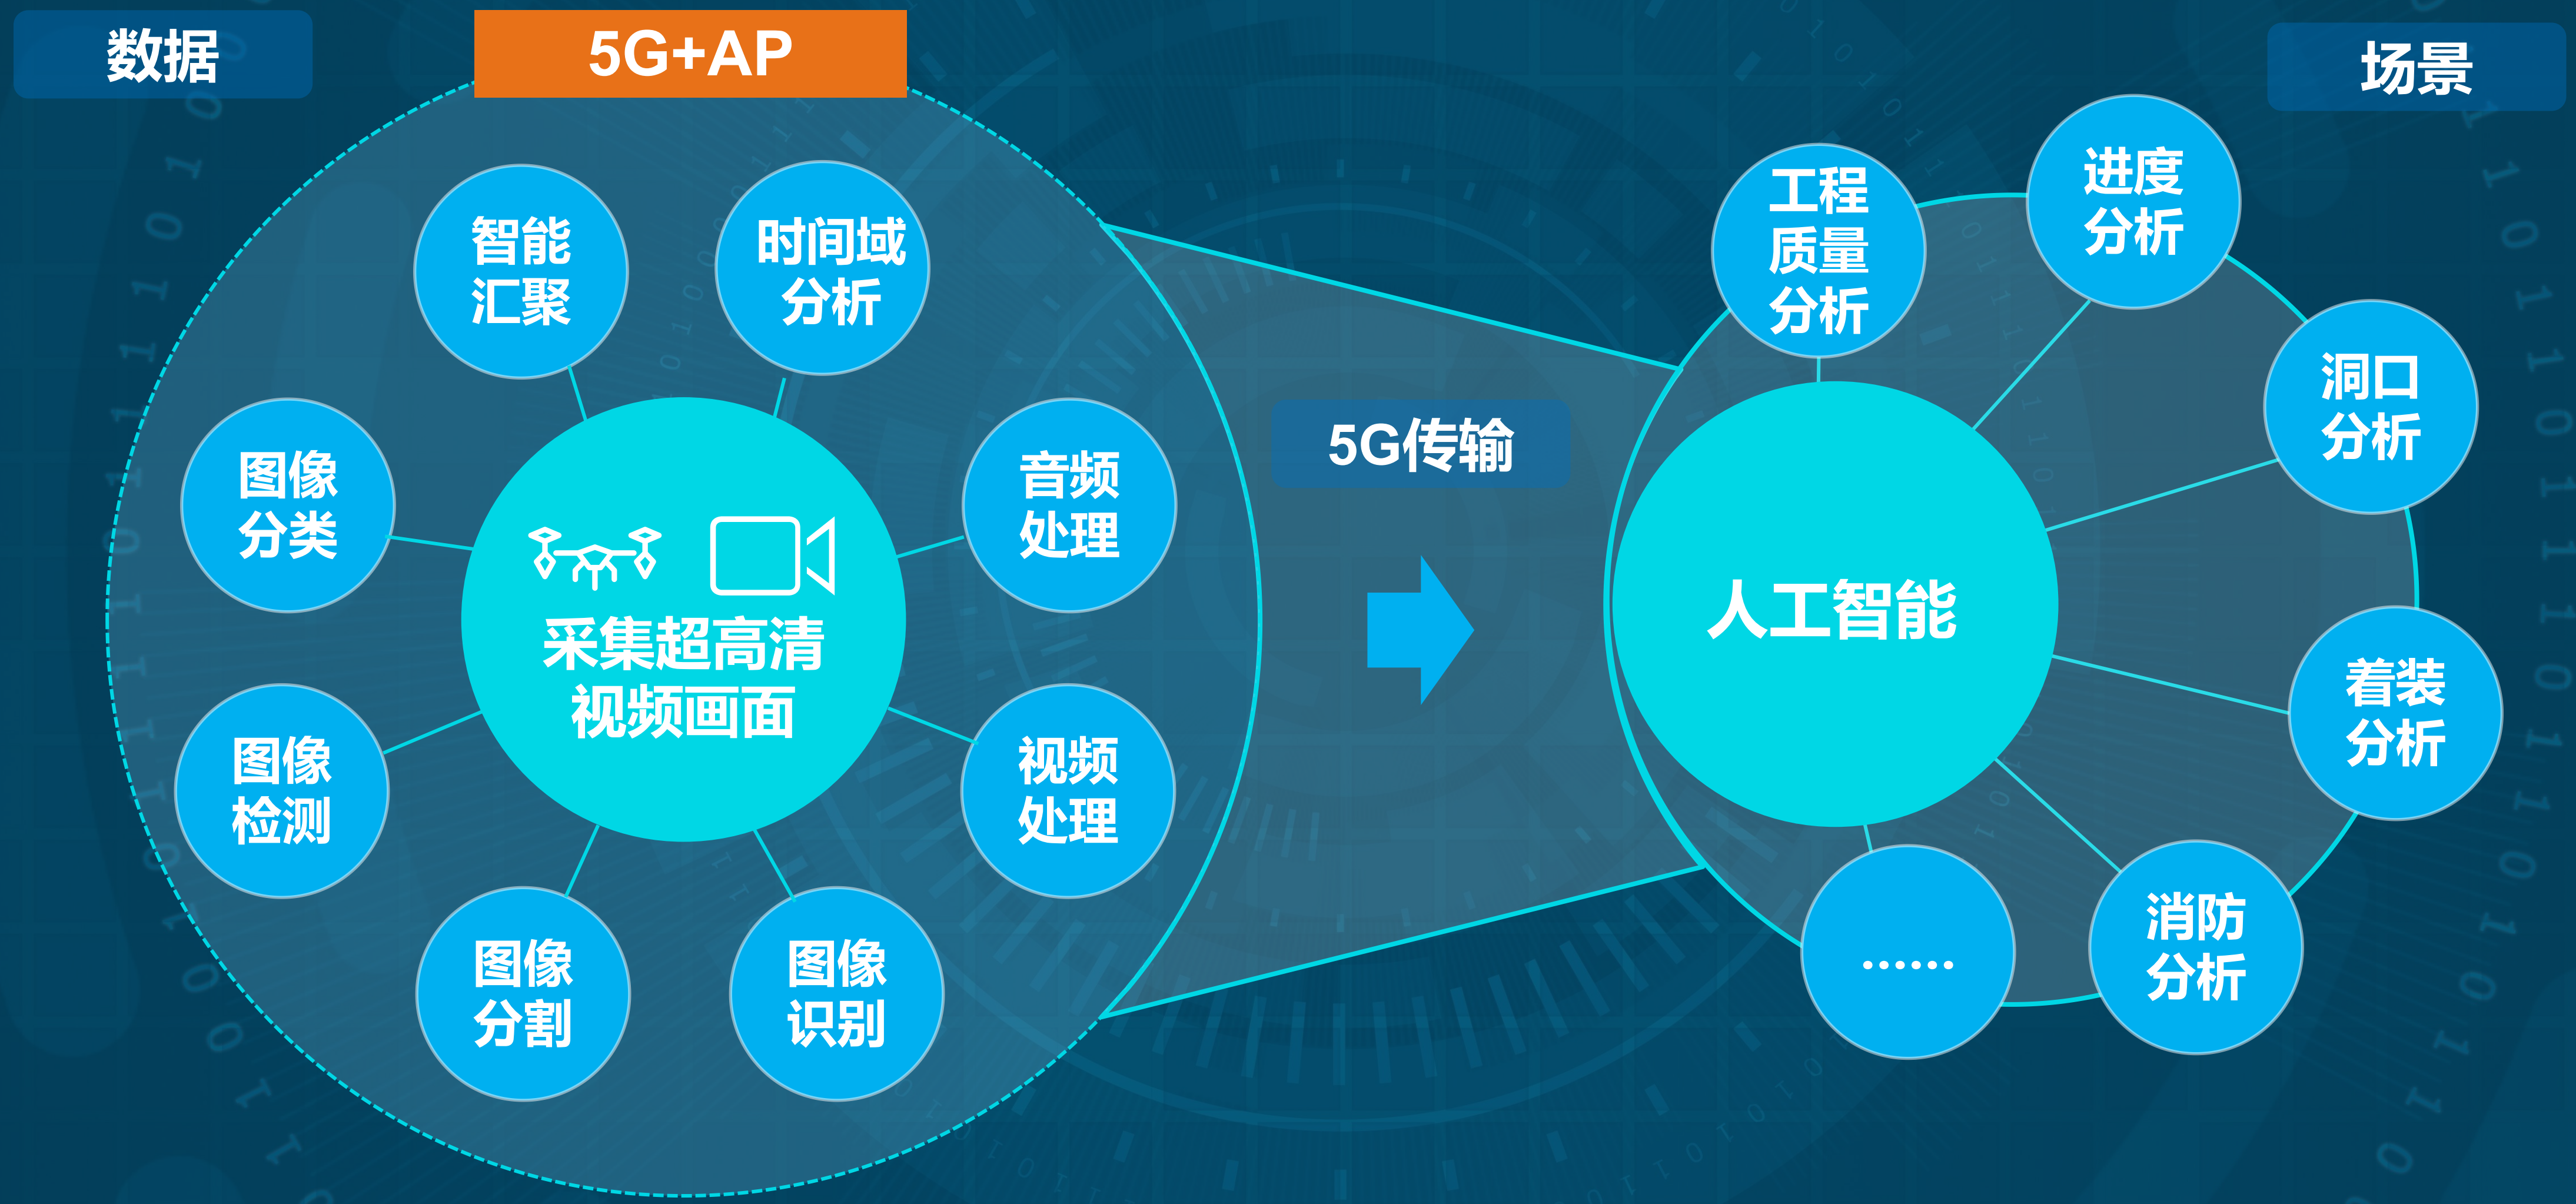 数据
5G+AP
场景
智能
汇聚
时间域
分析
图像
分类
音频
处理
采集超高清
视频画面
图像
检测
视频
处理
图像
分割
图像
识别
5G传输
工程
质量
分析
进度
分析
洞口
分析
人工智能
着装
分析
消防
分析
……